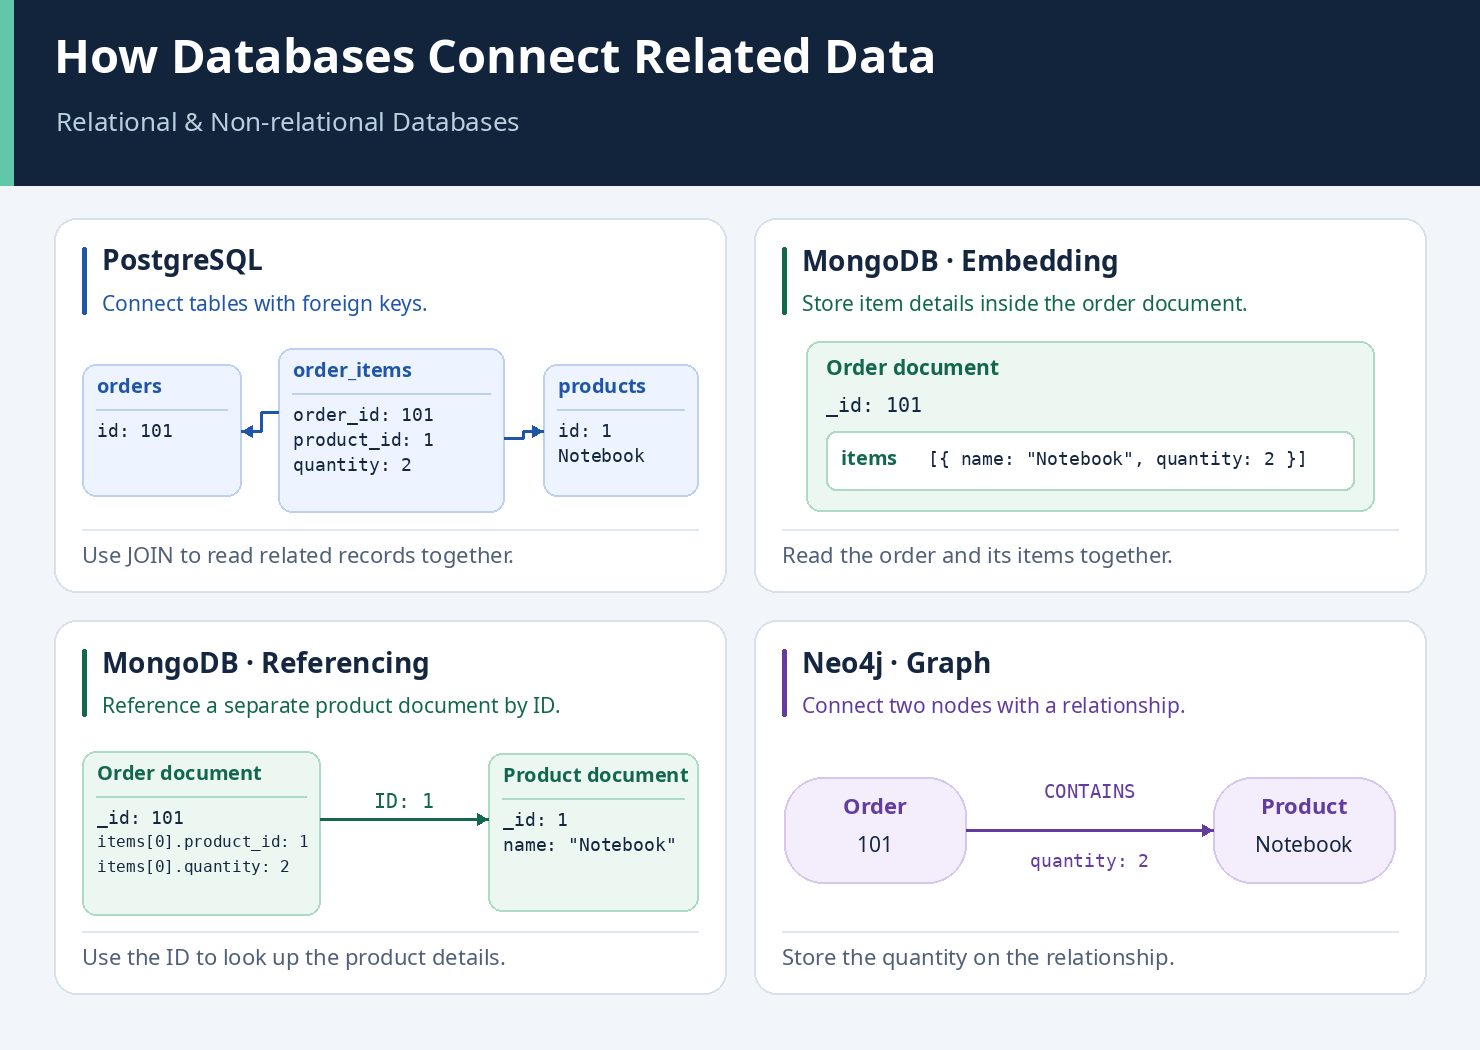 How Databases Connect Related Data
Relational & Non-relational Databases
PostgreSQL
Connect tables with foreign keys.
orders
id: 101
order_items
order_id: 101
product_id: 1
quantity: 2
products
id: 1
Notebook
Use JOIN to read related records together.
MongoDB · Embedding
Store item details inside the order document.
Order document
_id: 101
items [{ name: "Notebook", quantity: 2 }]
Read the order and its items together.
MongoDB · Referencing
Reference a separate product document by ID.
Order document
_id: 101
items[0].product_id: 1
items[0].quantity: 2
ID: 1
Product document
_id: 1
name: "Notebook"
Use the ID to look up the product details.
Neo4j · Graph
Connect two nodes with a relationship.
Order
101
CONTAINS
quantity: 2
Product
Notebook
Store the quantity on the relationship.